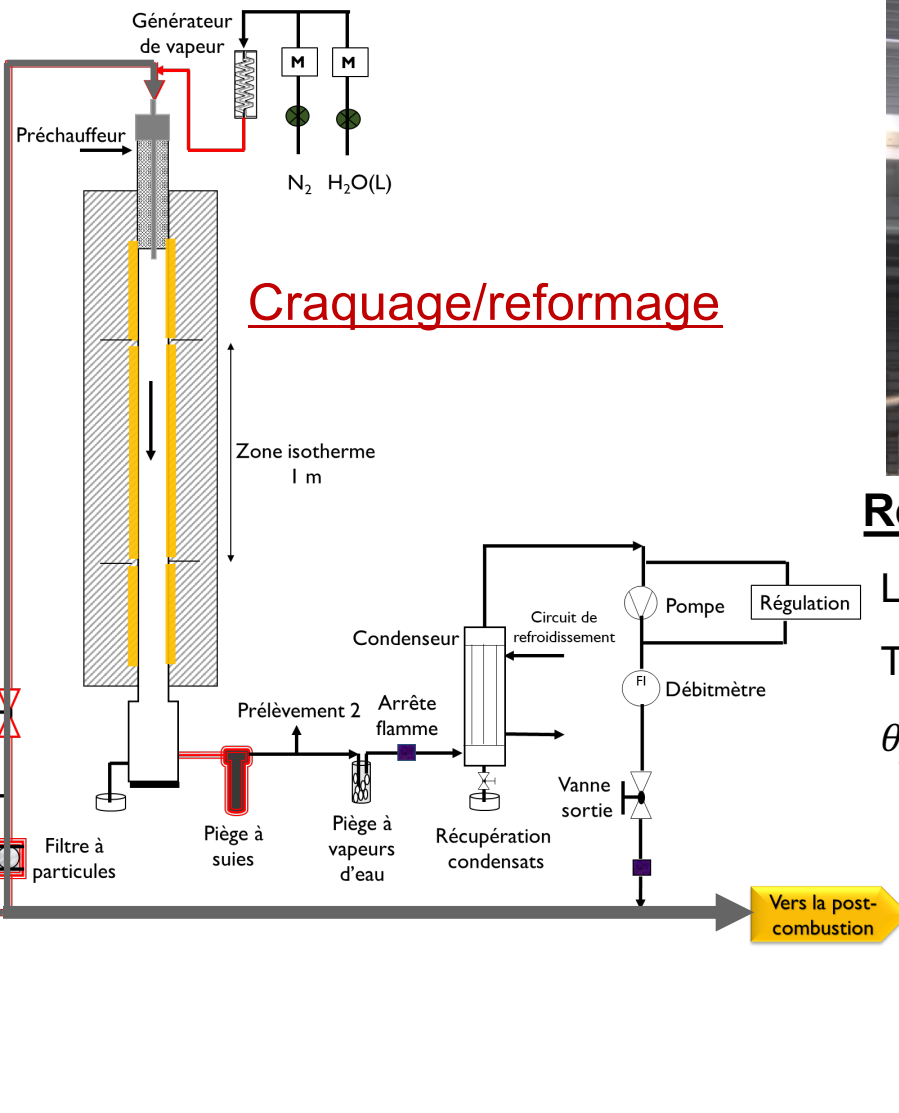 Générateur
de vapeur
M
M
Préchauffeur
N₂
H₂O(L)
Craquage/reformage
Zone isotherme
1 m
Condenseur
Circuit de
refroidissement
Pompe
Régulation
FI
Débitmètre
Prélèvement 2
Arrête
flamme
Vanne
sortie
Piège à
suies
Piège à
vapeurs
d'eau
Récupération
condensats
Filtre à
particules
Vers la post-
combustion
L
T
θ